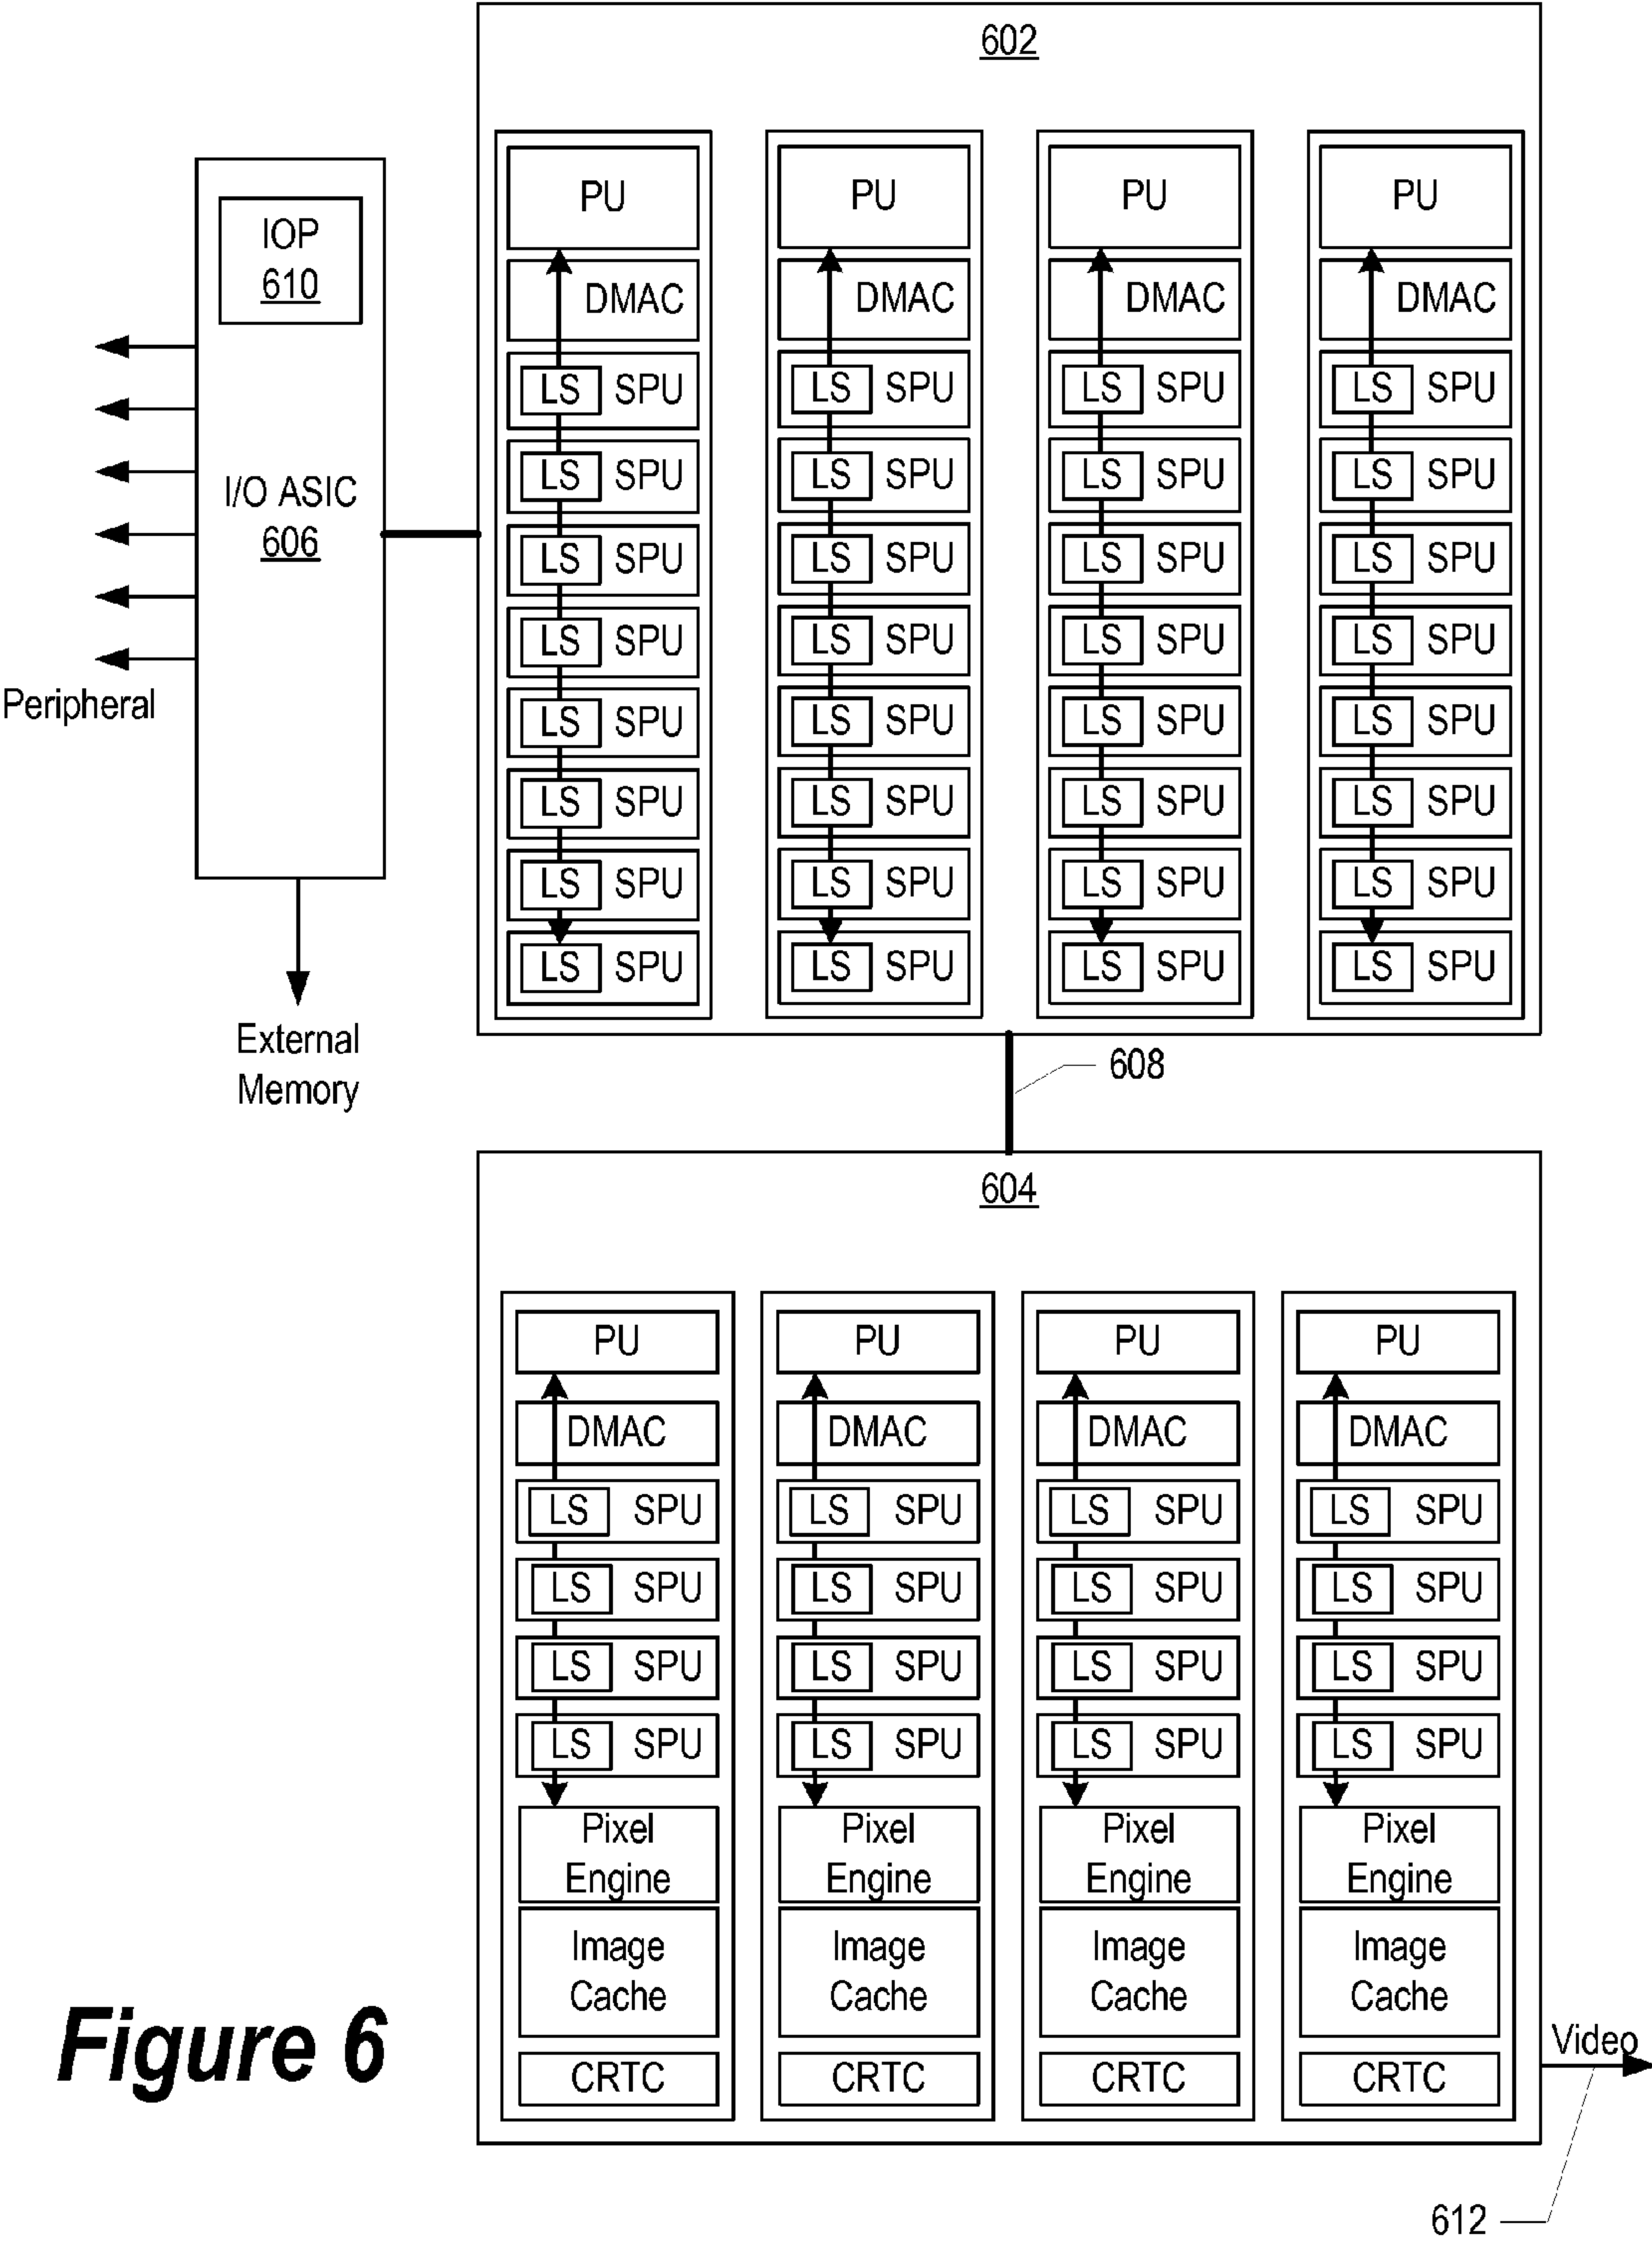 602
PU PU PU PU
IOP
610
DMAC DMAC DMAC DMAC
LS SPU LS SPU LS SPU LS SPU
LS SPU LS SPU LS SPU LS SPU
I/O ASIC
606
LS SPU LS SPU LS SPU LS SPU
LS SPU LS SPU LS SPU LS SPU
Peripheral
LS SPU LS SPU LS SPU LS SPU
LS SPU LS SPU LS SPU LS SPU
LS SPU LS SPU LS SPU LS SPU
LS SPU LS SPU LS SPU LS SPU
External
Memory
608
604
PU PU PU PU
DMAC DMAC DMAC DMAC
LS SPU LS SPU LS SPU LS SPU
LS SPU LS SPU LS SPU LS SPU
LS SPU LS SPU LS SPU LS SPU
LS SPU LS SPU LS SPU LS SPU
Pixel Pixel Pixel Pixel
Engine Engine Engine Engine
Image Image Image Image
Cache Cache Cache Cache
Figure 6
Video
CRTC CRTC CRTC CRTC
612